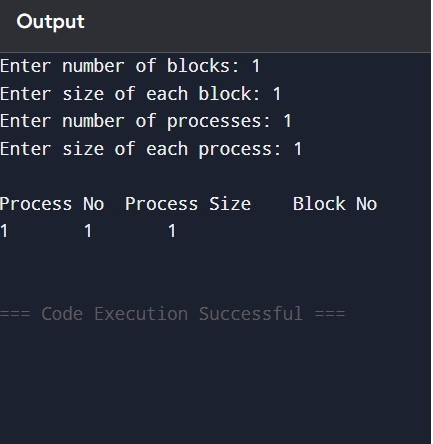 Output
Enter number of blocks: 1
Enter size of each block: 1
Enter number of processes: 1
Enter size of each process: 1
Process No  Process Size    Block No
1       1       1
=== Code Execution Successful ===